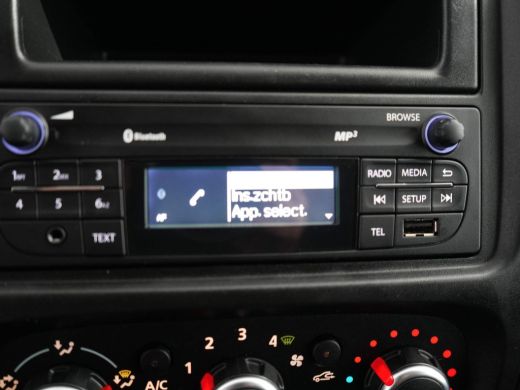 BROWSE
Bluetooth
MP3
1 2 3
RADIO MEDIA
Ins.zchtb
4 5 6
SETUP
AF App. select.
TEXT
TEL
1 2 3 4
A/C